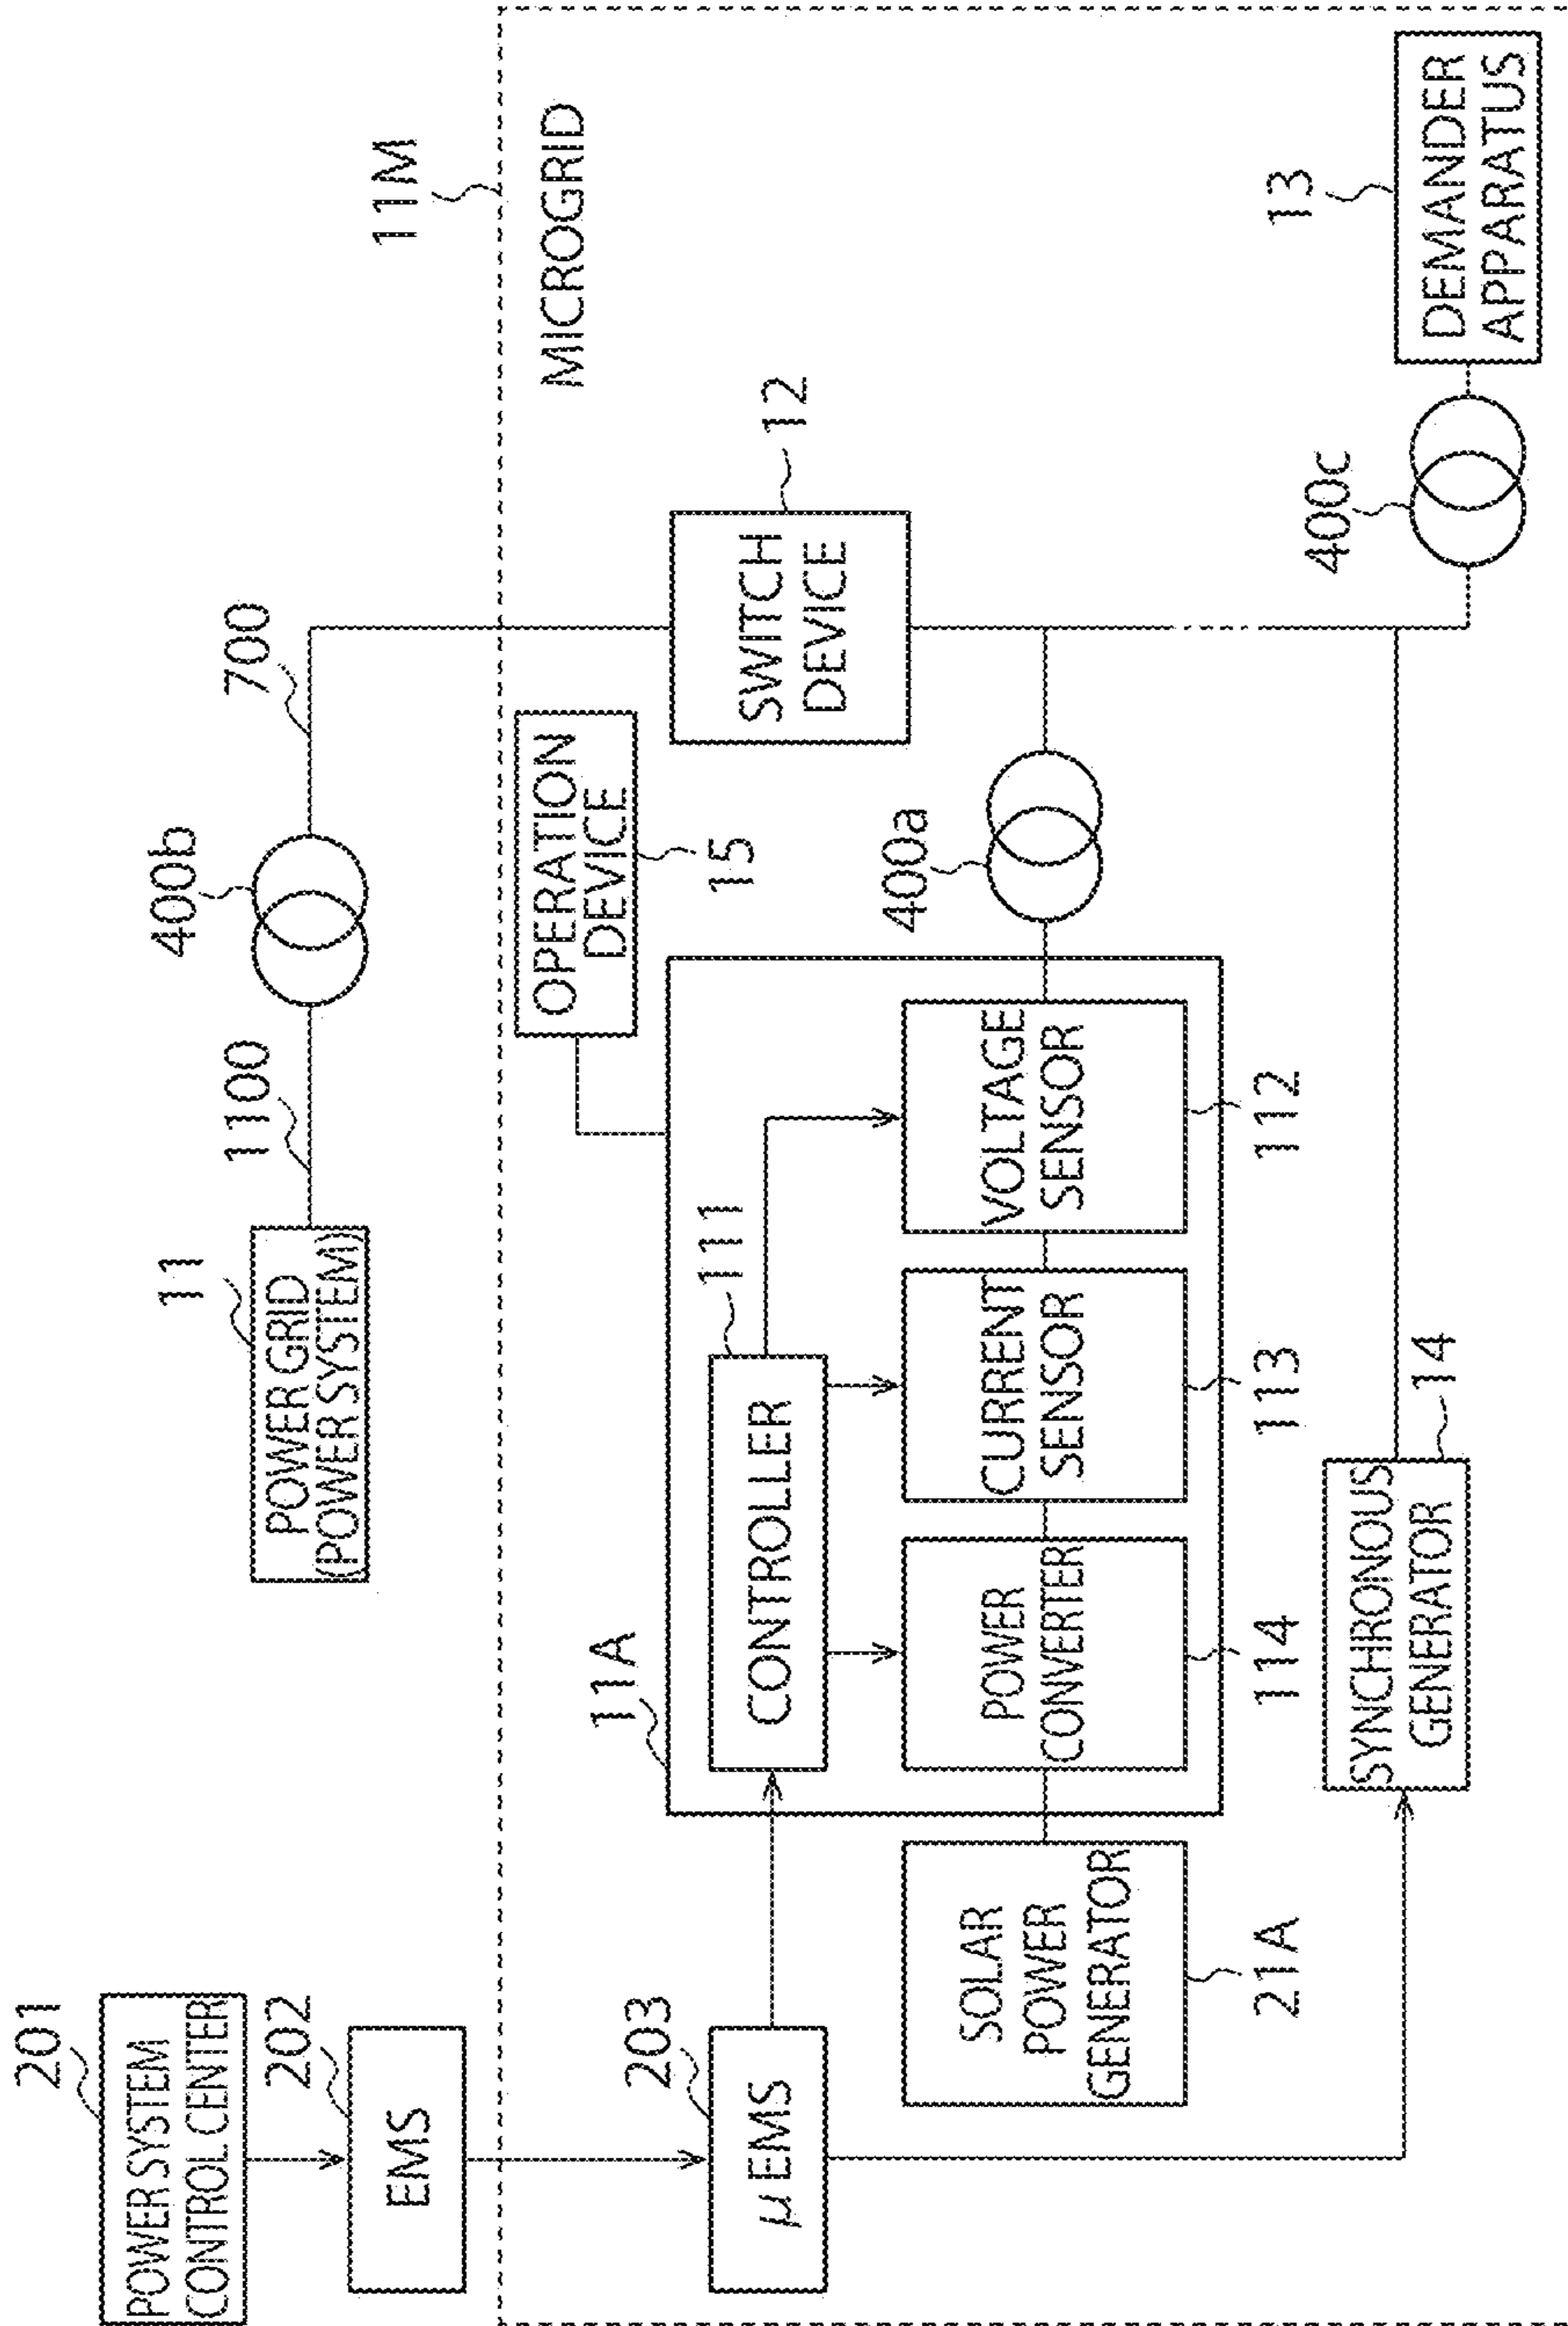 201
POWER SYSTEM
CONTROL CENTER
202
EMS
11
POWER GRID
(POWER SYSTEM)
1100
400b
700
11M
MICROGRID
203
μ EMS
OPERATION
DEVICE
15
SWITCH
DEVICE
12
11A
CONTROLLER
111
SOLAR
POWER
GENERATOR
21A
POWER
CONVERTER
114
CURRENT
SENSOR
113
VOLTAGE
SENSOR
112
400a
SYNCHRONOUS
GENERATOR
14
400c
13
DEMANDER
APPARATUS